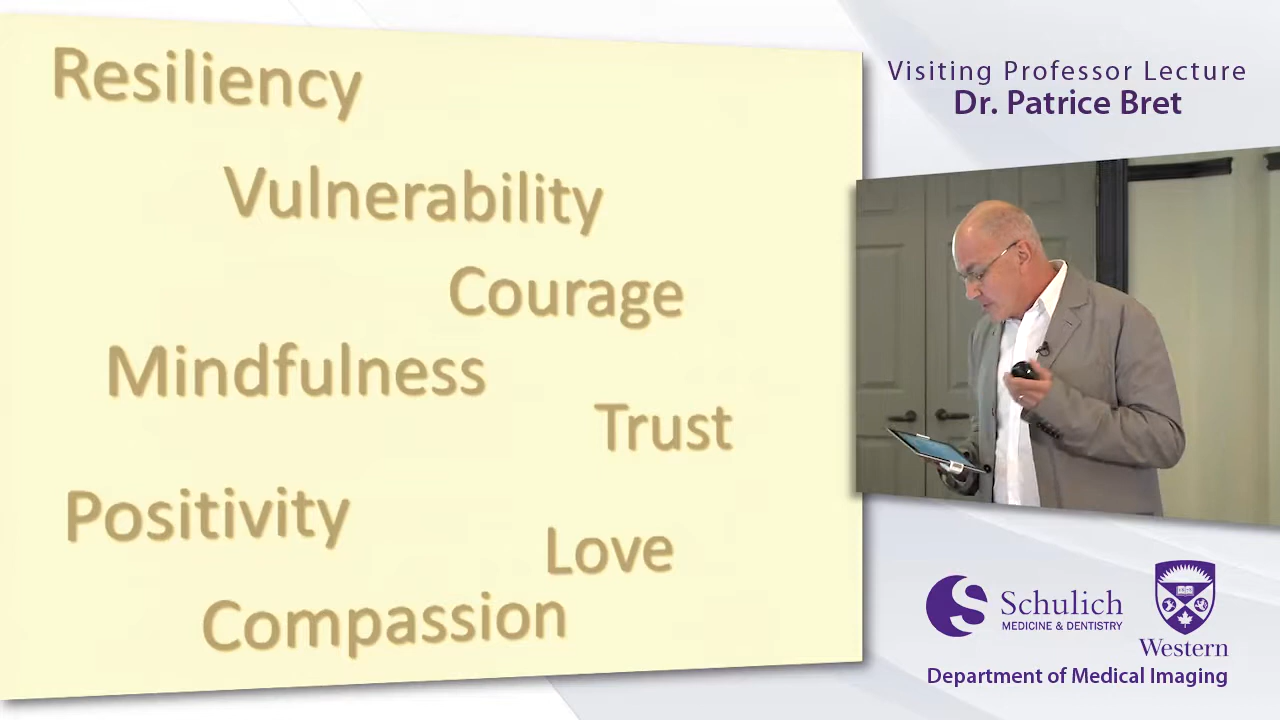 Resiliency
Vulnerability
Courage
Mindfulness
Trust
Positivity
Love
Compassion
Visiting Professor Lecture
Dr. Patrice Bret
Schulich
MEDICINE & DENTISTRY
Western
Department of Medical Imaging